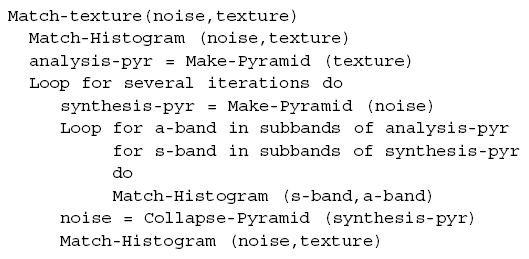 Match-texture(noise,texture)
Match-Histogram (noise,texture)
analysis-pyr = Make-Pyramid (texture)
Loop for several iterations do
synthesis-pyr = Make-Pyramid (noise)
Loop for a-band in subbands of analysis-pyr
for s-band in subbands of synthesis-pyr
do
Match-Histogram (s-band,a-band)
noise = Collapse-Pyramid (synthesis-pyr)
Match-Histogram (noise,texture)